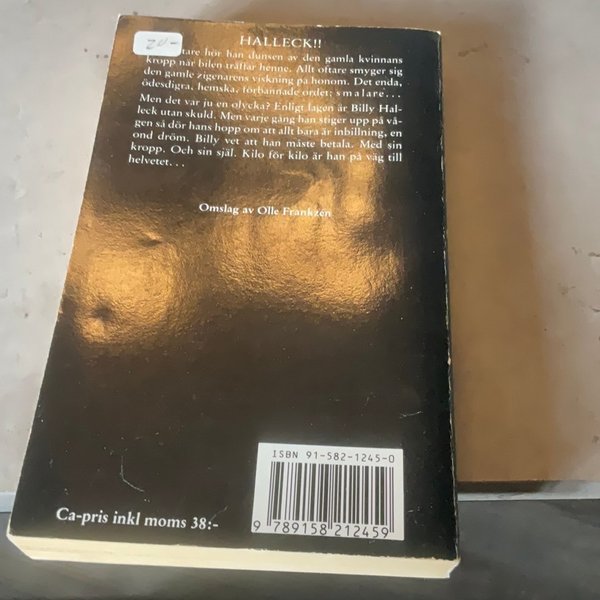 20:-
HALLECK!!
tare hör han dunsen av den gamla kvinnans
kropp när bilen träffar henne. Allt oftare smyger sig
den gamle zigenarens viskning på honom. Det enda,
ödesdigra, hemska, förbannade ordet: smalare...
Men det var ju en olycka? Enligt lagen är Billy Hal-
leck utan skuld. Men varje gång han stiger upp på vå-
gen så dör hans hopp om att allt bara är inbillning, en
ond dröm. Billy vet att han måste betala. Med sin
kropp. Och sin själ. Kilo för kilo är han på väg till
helvetet...
Omslag av Olle Frankzen
ISBN 91-582-1245-0
Ca-pris inkl moms 38:-
9 789158 212459